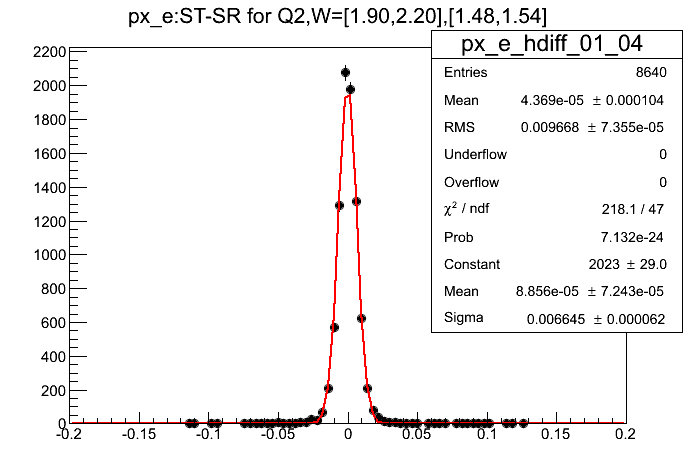 px_e:ST-SR for Q2,W=[1.90,2.20],[1.48,1.54]
px_e_hdiff_01_04
Entries 8640
Mean 4.369e-05 ± 0.000104
RMS 0.009668 ± 7.355e-05
Underflow 0
Overflow 0
χ² / ndf 218.1 / 47
Prob 7.132e-24
Constant 2023 ± 29.0
Mean 8.856e-05 ± 7.243e-05
Sigma 0.006645 ± 0.000062
2200
2000
1800
1600
1400
1200
1000
800
600
400
200
0
-0.2 -0.15 -0.1 -0.05 0 0.05 0.1 0.15 0.2